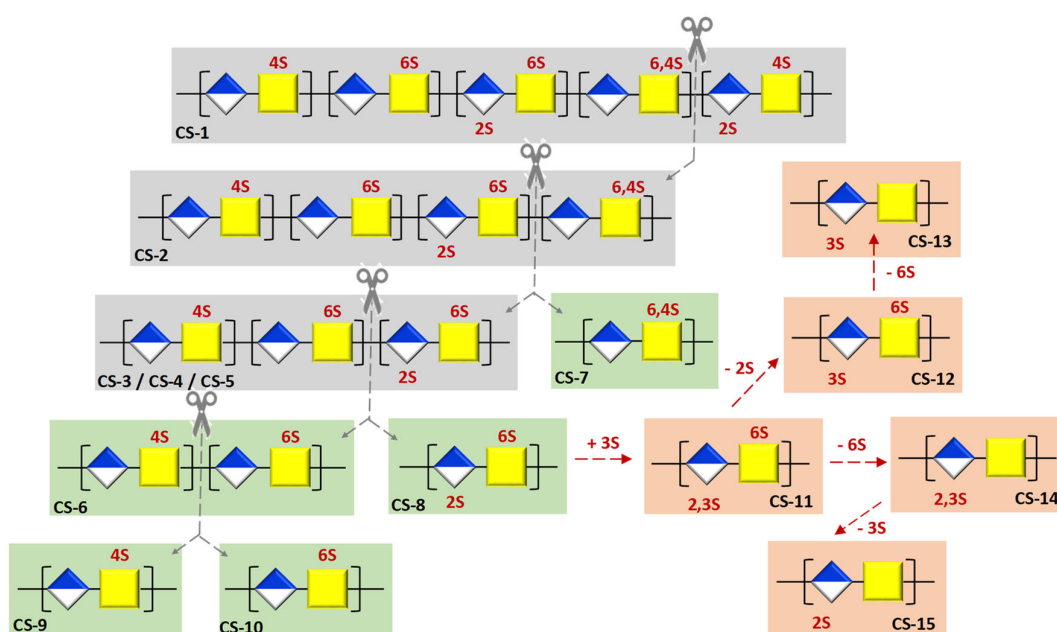 4S 6S 6S 6,4S 4S
2S 2S
CS-1
4S 6S 6S 6,4S
2S
CS-2
3S CS-13
- 6S
4S 6S 6S
2S
CS-3 / CS-4 / CS-5
6,4S
CS-7
- 2S
6S
3S CS-12
4S 6S
CS-6
6S
2S
CS-8
+ 3S
6S
2,3S CS-11
- 6S
2,3S CS-14
- 3S
4S
CS-9
6S
CS-10
2S CS-15